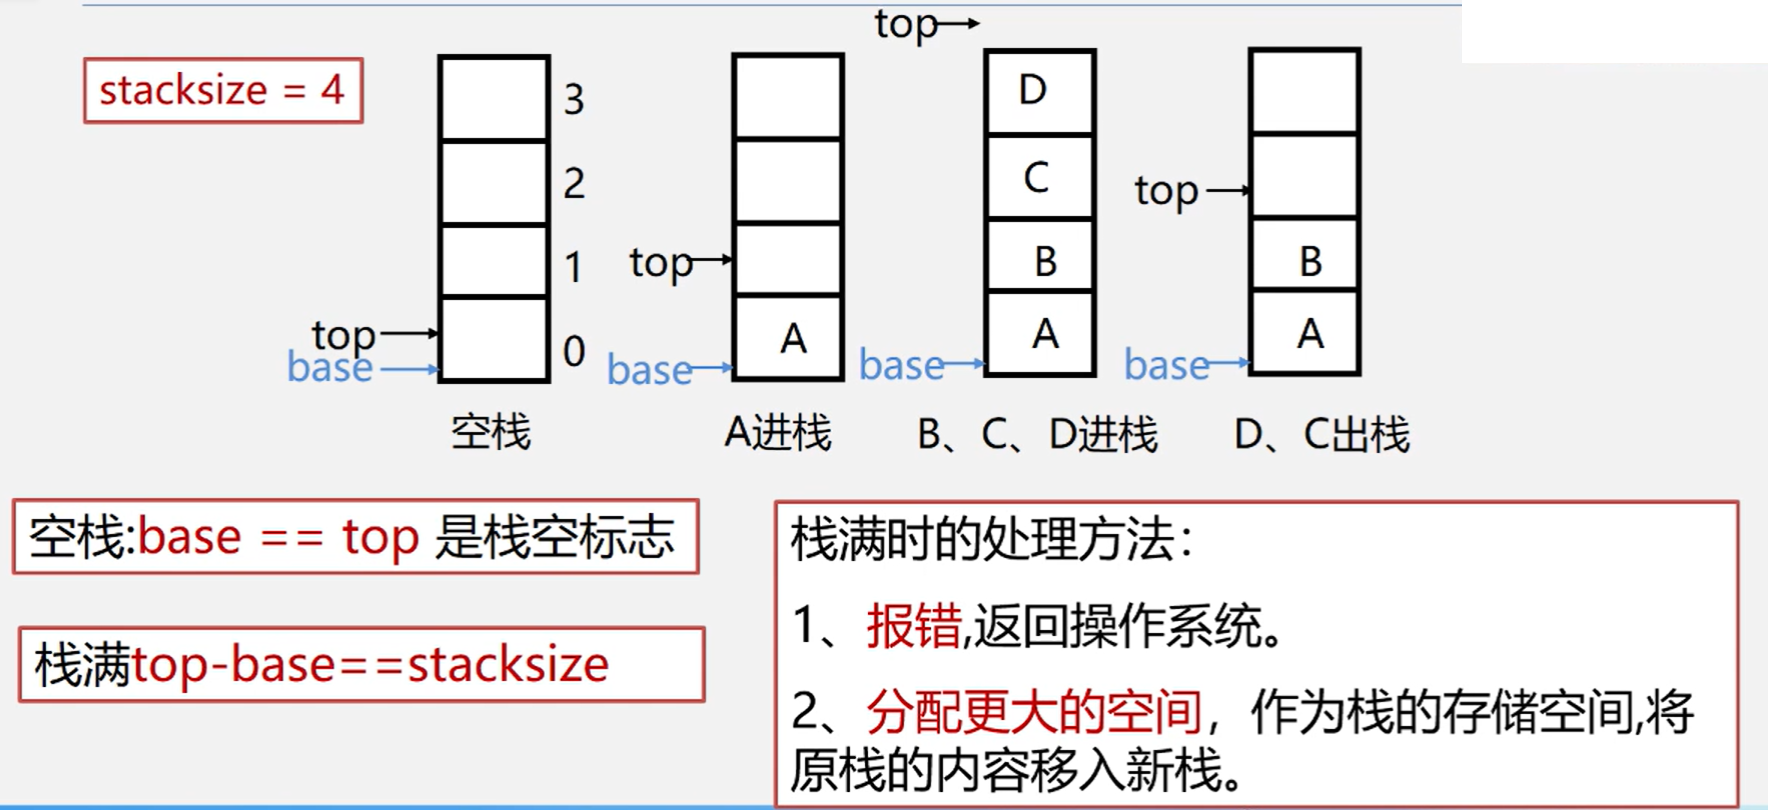 top
stacksize = 4
3
D
2
C
top
1
top
B
B
top
0
A
A
A
base
base
base
base
空栈
A进栈
B、C、D进栈
D、C出栈
空栈:base == top 是栈空标志
栈满top-base==stacksize
栈满时的处理方法：
1、报错,返回操作系统。
2、分配更大的空间，作为栈的存储空间,将
原栈的内容移入新栈。